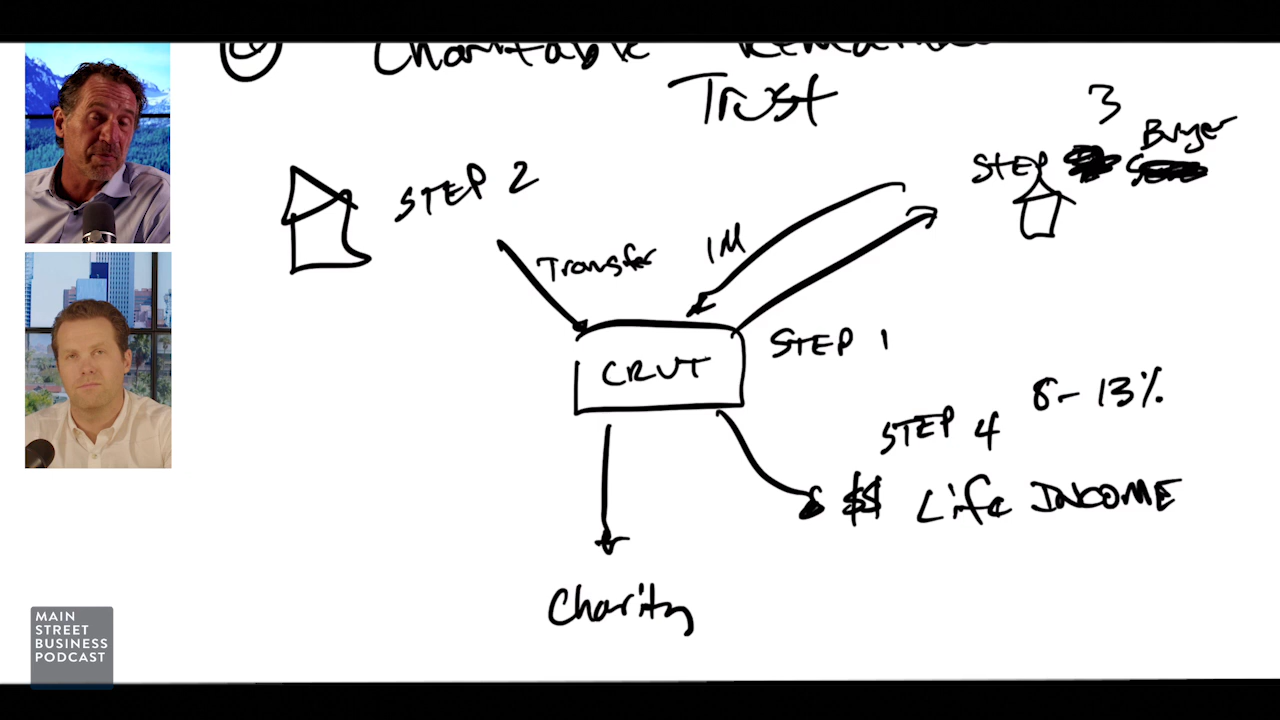 Charitable Remainder
Trust
3
Buyer
STEP
STEP 2
Transfer
1M
CRUT
STEP 1
8-13%
STEP 4
$$ Life INCOME
Charity
MAIN
STREET
BUSINESS
PODCAST